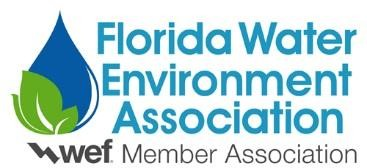 Florida Water
Environment
Association
wef Member Association